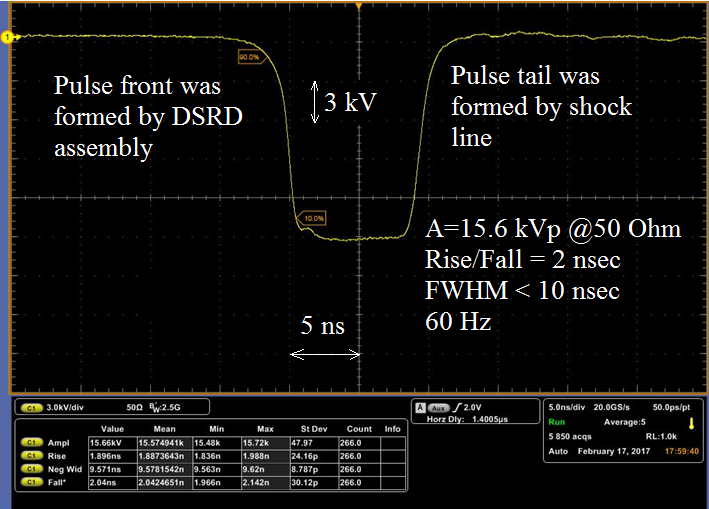 1
90.0%
Pulse front was
formed by DSRD
assembly
3 kV
Pulse tail was
formed by shock
line
10.0%
A=15.6 kVp @50 Ohm
Rise/Fall = 2 nsec
FWHM < 10 nsec
60 Hz
5 ns
C1 3.0kV/div 50Ω BW:2.5G
A Aux 2.0V
Horz Dly: 1.4005µs
5.0ns/div 20.0GS/s 50.0ps/pt
Run Average:5
5 850 acqs RL:1.0k
Auto February 17, 2017 17:59:40
Value Mean Min Max St Dev Count Info
C1 Ampl 15.66kV 15.574941k 15.48k 15.72k 47.97 266.0
C1 Rise 1.896ns 1.8873643n 1.836n 1.988n 24.16p 266.0
C1 Neg Wid 9.571ns 9.5781542n 9.563n 9.62n 8.787p 266.0
C1 Fall* 2.04ns 2.0424651n 1.966n 2.142n 30.12p 266.0